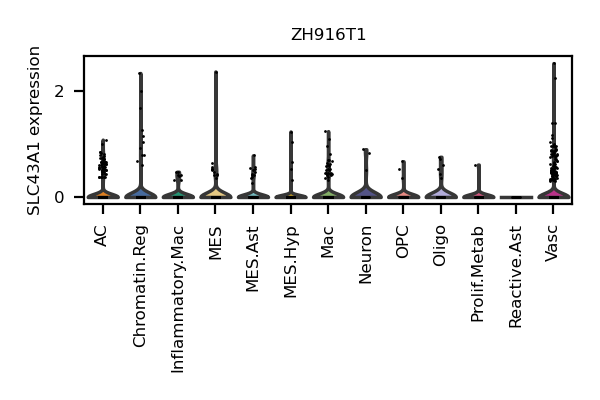 ZH916T1
SLC43A1 expression
2
0
AC
Chromatin.Reg
Inflammatory.Mac
MES
MES.Ast
MES.Hyp
Mac
Neuron
OPC
Oligo
Prolif.Metab
Reactive.Ast
Vasc